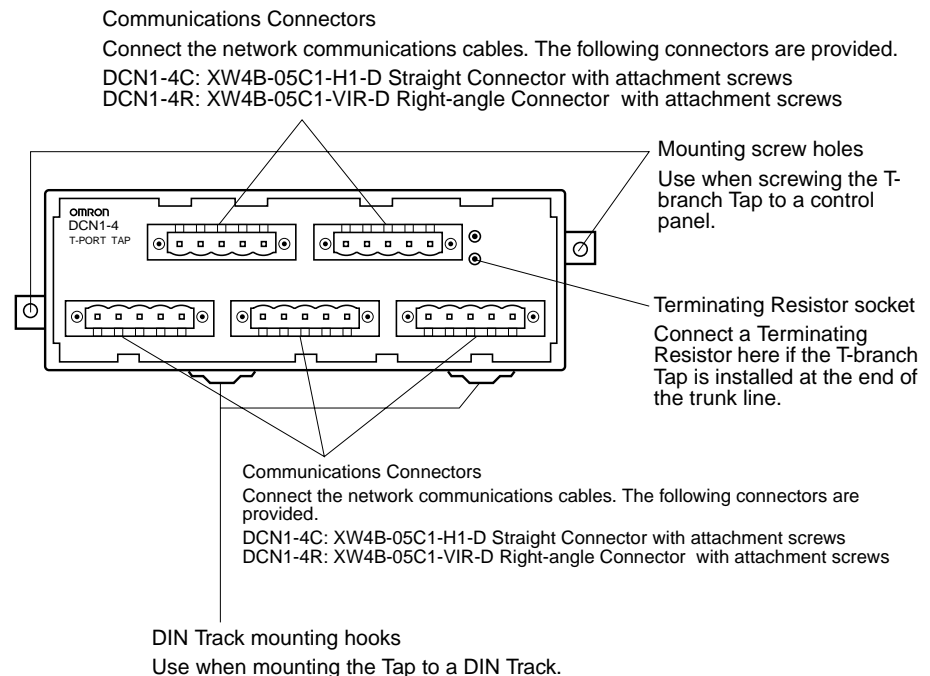 Communications Connectors
Connect the network communications cables. The following connectors are provided.
DCN1-4C: XW4B-05C1-H1-D Straight Connector with attachment screws
DCN1-4R: XW4B-05C1-VIR-D Right-angle Connector with attachment screws
Mounting screw holes
Use when screwing the T-
branch Tap to a control
panel.
OMRON
DCN1-4
T-PORT TAP
Terminating Resistor socket
Connect a Terminating
Resistor here if the T-branch
Tap is installed at the end of
the trunk line.
Communications Connectors
Connect the network communications cables. The following connectors are
provided.
DCN1-4C: XW4B-05C1-H1-D Straight Connector with attachment screws
DCN1-4R: XW4B-05C1-VIR-D Right-angle Connector with attachment screws
DIN Track mounting hooks
Use when mounting the Tap to a DIN Track.